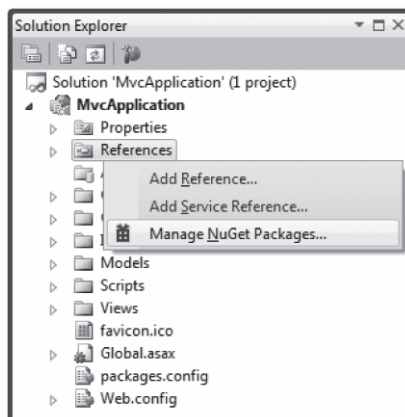 Solution Explorer
Solution 'MvcApplication' (1 project)
MvcApplication
Properties
References
Add Reference...
Add Service Reference...
Manage NuGet Packages...
Models
Scripts
Views
favicon.ico
Global.asax
packages.config
Web.config